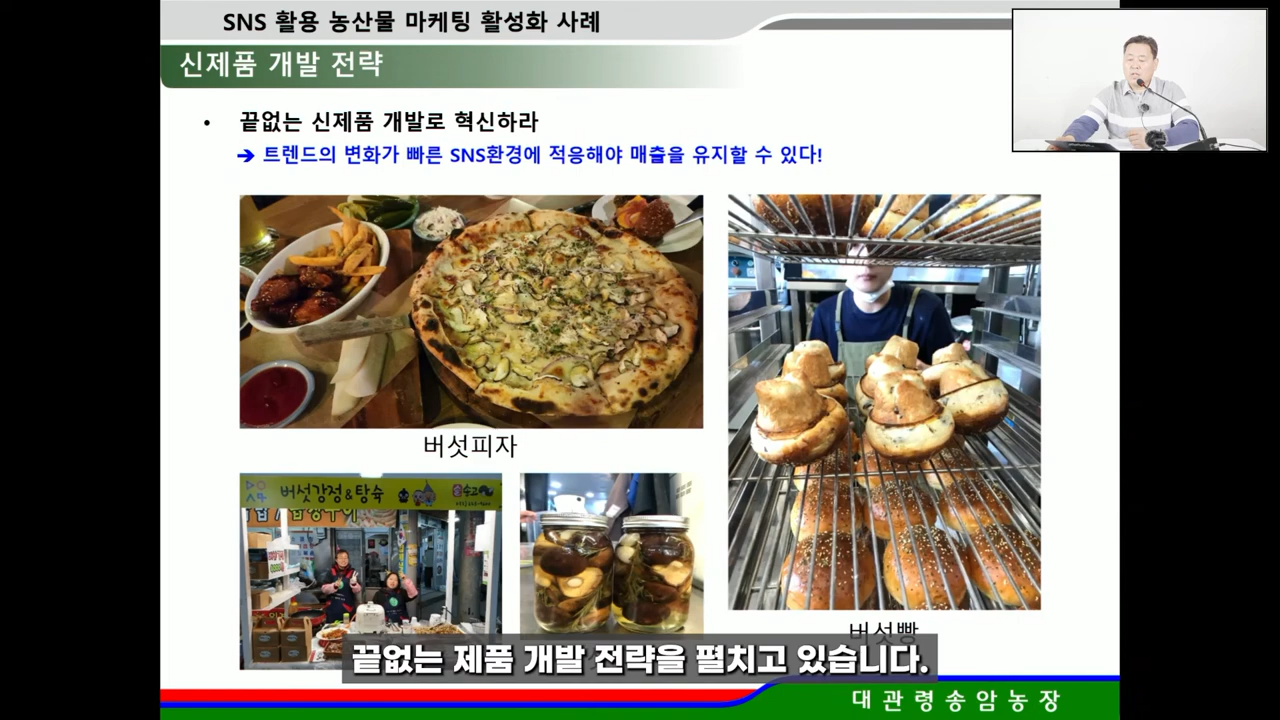 SNS 활용 농산물 마케팅 활성화 사례
신제품 개발 전략
• 끝없는 신제품 개발로 혁신하라
➔ 트렌드의 변화가 빠른 SNS환경에 적응해야 매출을 유지할 수 있다!
버섯피자
버섯강정&탕수
버섯빵
끝없는 제품 개발 전략을 펼치고 있습니다.
대관령송암농장